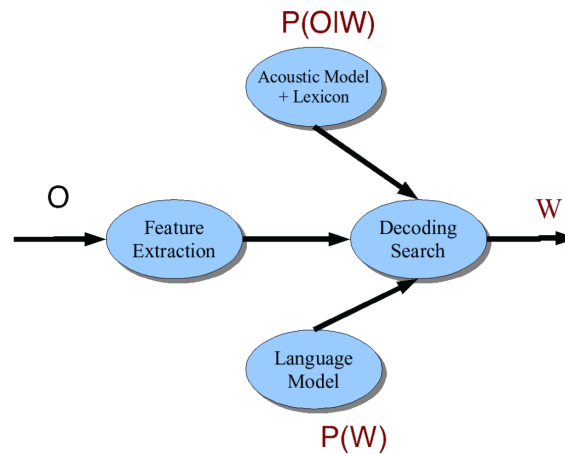 P(O|W)
Acoustic Model
+ Lexicon
O
Feature
Extraction
Decoding
Search
W
Language
Model
P(W)